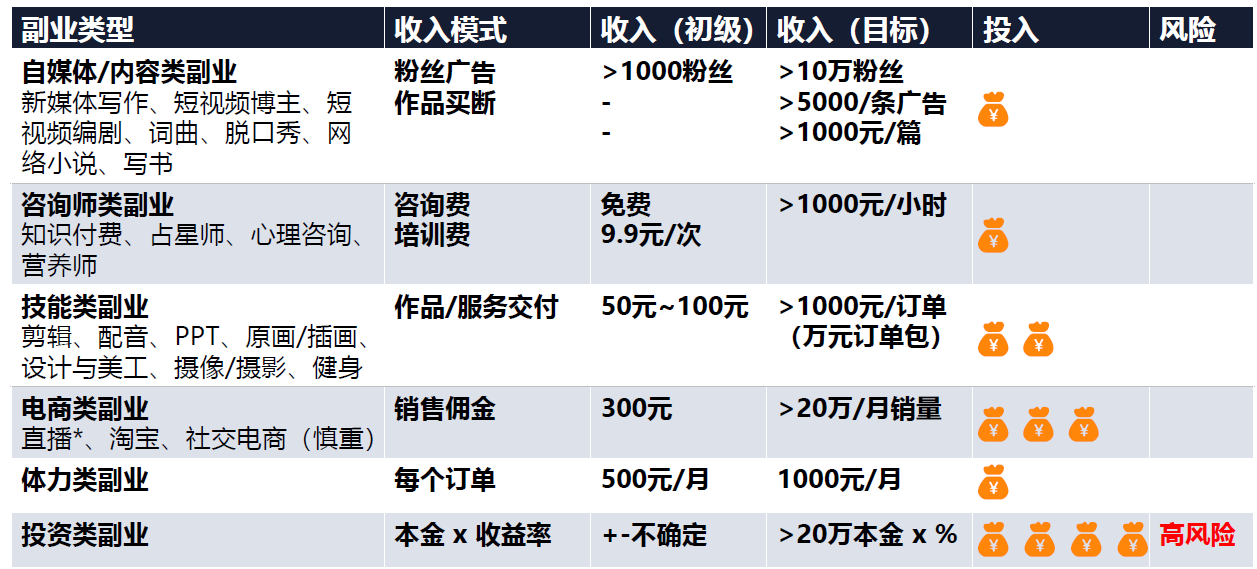 副业类型 收入模式 收入（初级） 收入（目标） 投入 风险
自媒体/内容类副业 粉丝广告 >1000粉丝 >10万粉丝
新媒体写作、短视频博主、短 作品买断 - >5000/条广告
视频编剧、词曲、脱口秀、网 - >1000元/篇
络小说、写书
¥
咨询师类副业 咨询费 免费 >1000元/小时
知识付费、占星师、心理咨询、 培训费 9.9元/次
营养师
¥
技能类副业 作品/服务交付 50元~100元 >1000元/订单
剪辑、配音、PPT、原画/插画、 （万元订单包）
设计与美工、摄像/摄影、健身
¥ ¥
电商类副业 销售佣金 300元 >20万/月销量
直播*、淘宝、社交电商（慎重）
¥ ¥ ¥
体力类副业 每个订单 500元/月 1000元/月
¥
投资类副业 本金 x 收益率 +-不确定 >20万本金 x % ¥ ¥ ¥ ¥ 高风险